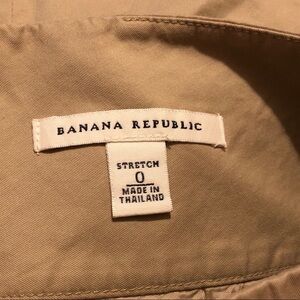 BANANA REPUBLIC
STRETCH
0
MADE IN
THAILAND